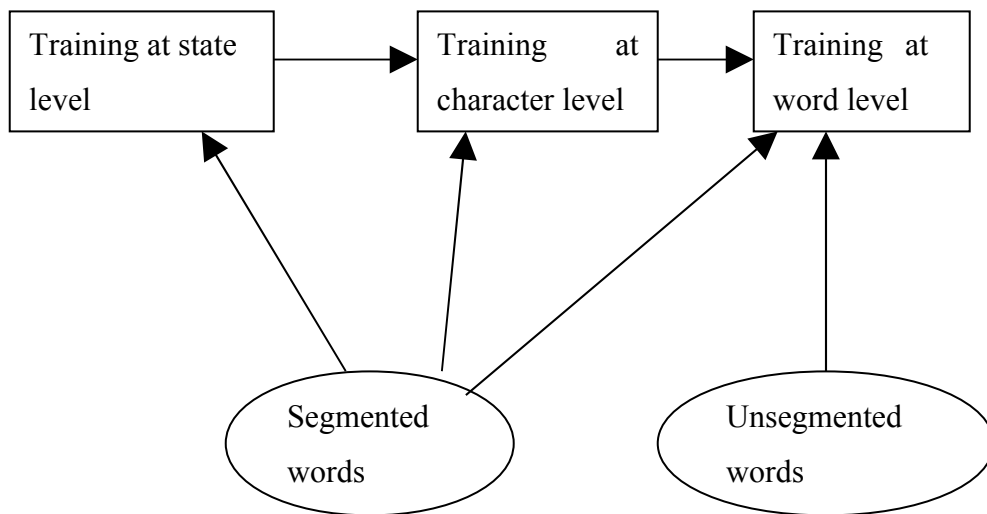 Training at state
level
Training at
character level
Training at
word level
Segmented
words
Unsegmented
words